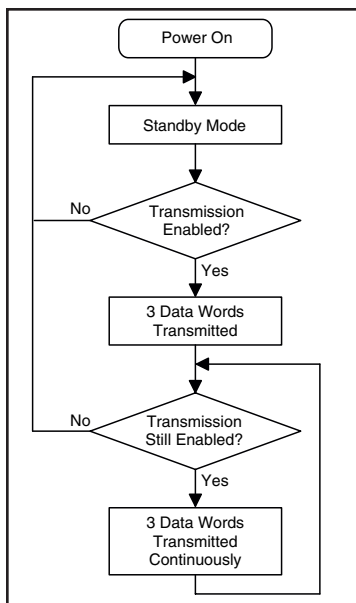 Power On
Standby Mode
Transmission
Enabled?
No
Yes
3 Data Words
Transmitted
Transmission
Still Enabled?
No
Yes
3 Data Words
Transmitted
Continuously